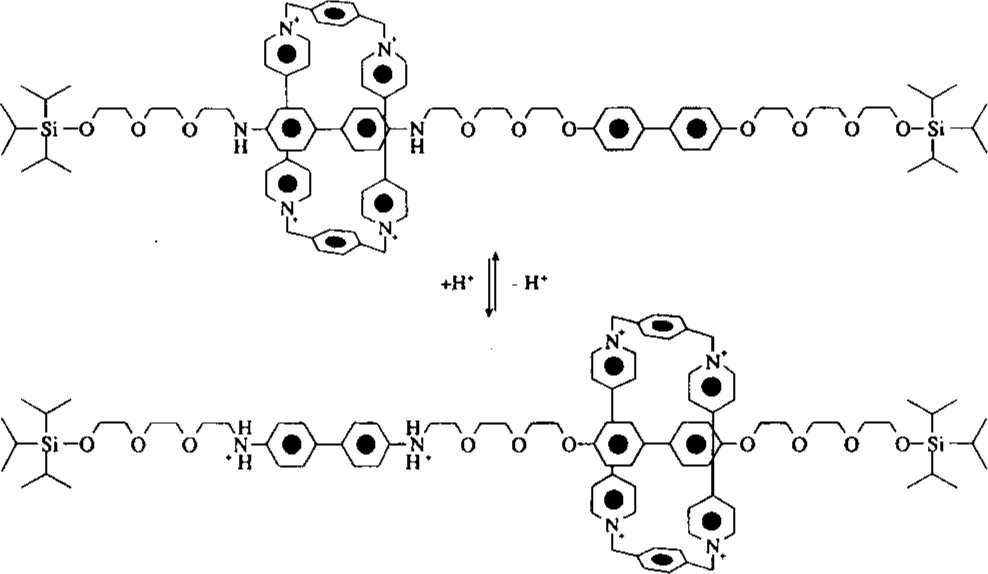 N+
N+
Si O O O N H N H O O O O O O O Si
N+
N+
+H+ - H+
N+
N+
H H
Si O O O N N O O O O O O O Si
+ H H +
N+
N+